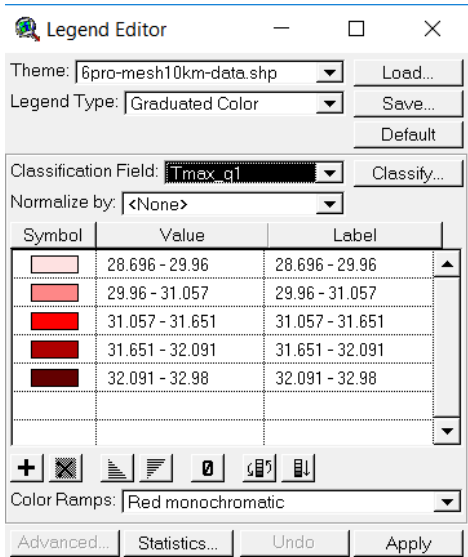 Legend Editor
Theme: 6pro-mesh10km-data.shp Load...
Legend Type: Graduated Color Save...
Default
Classification Field: Tmax_q1 Classify...
Normalize by: <None>
Symbol Value Label
28.696 - 29.96 28.696 - 29.96
29.96 - 31.057 29.96 - 31.057
31.057 - 31.651 31.057 - 31.651
31.651 - 32.091 31.651 - 32.091
32.091 - 32.98 32.091 - 32.98
0
Color Ramps: Red monochromatic
Advanced... Statistics... Undo Apply